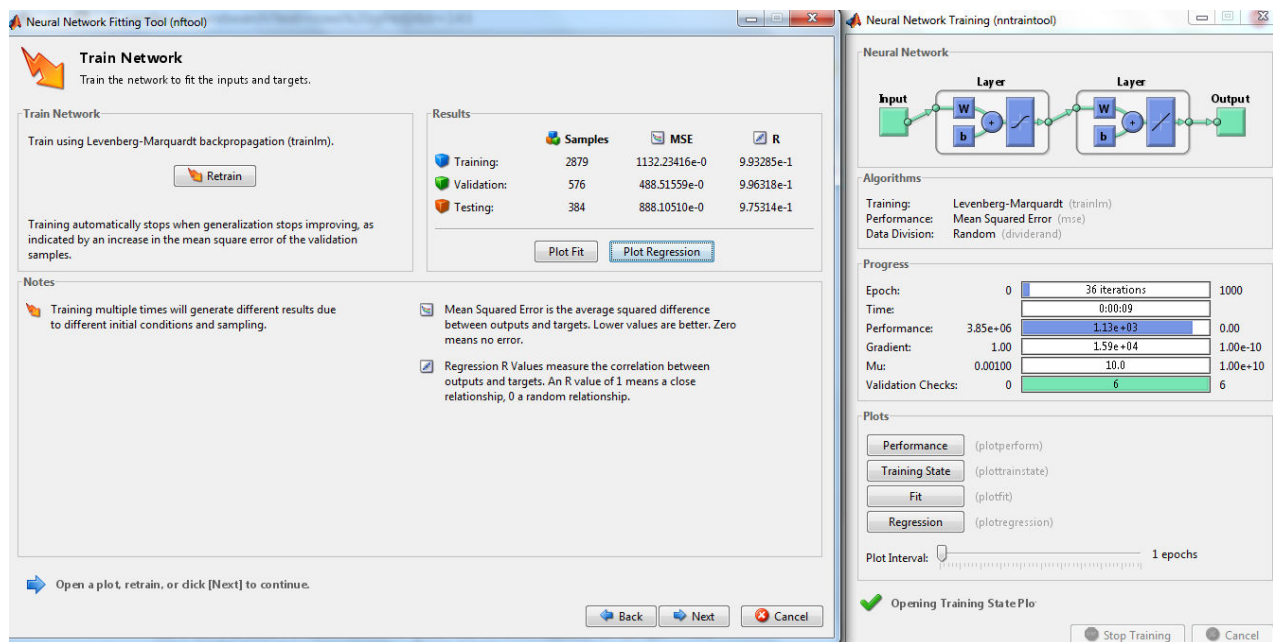 Neural Network Fitting Tool (nftool)
Train Network
Train the network to fit the inputs and targets.
Train Network
Train using Levenberg-Marquardt backpropagation (trainlm).
Retrain
Training automatically stops when generalization stops improving, as
indicated by an increase in the mean square error of the validation
samples.
Results
Samples MSE R
Training: 2879 1132.23416e-0 9.93285e-1
Validation: 576 488.51559e-0 9.96318e-1
Testing: 384 888.10510e-0 9.75314e-1
Plot Fit Plot Regression
Notes
Training multiple times will generate different results due
to different initial conditions and sampling.
Mean Squared Error is the average squared difference
between outputs and targets. Lower values are better. Zero
means no error.
Regression R Values measure the correlation between
outputs and targets. An R value of 1 means a close
relationship, 0 a random relationship.
Open a plot, retrain, or click [Next] to continue.
Back Next Cancel
Neural Network Training (nntraintool)
Neural Network
Layer Layer
Input Output
W W
b b
Algorithms
Training: Levenberg-Marquardt (trainlm)
Performance: Mean Squared Error (mse)
Data Division: Random (dividerand)
Progress
Epoch: 0 36 iterations 1000
Time: 0:00:09
Performance: 3.85e+06 1.13e+03 0.00
Gradient: 1.00 1.59e+04 1.00e-10
Mu: 0.00100 10.0 1.00e+10
Validation Checks: 0 6 6
Plots
Performance (plotperform)
Training State (plottrainstate)
Fit (plotfit)
Regression (plotregression)
Plot Interval: 1 epochs
Opening Training State Plo
Stop Training Cancel